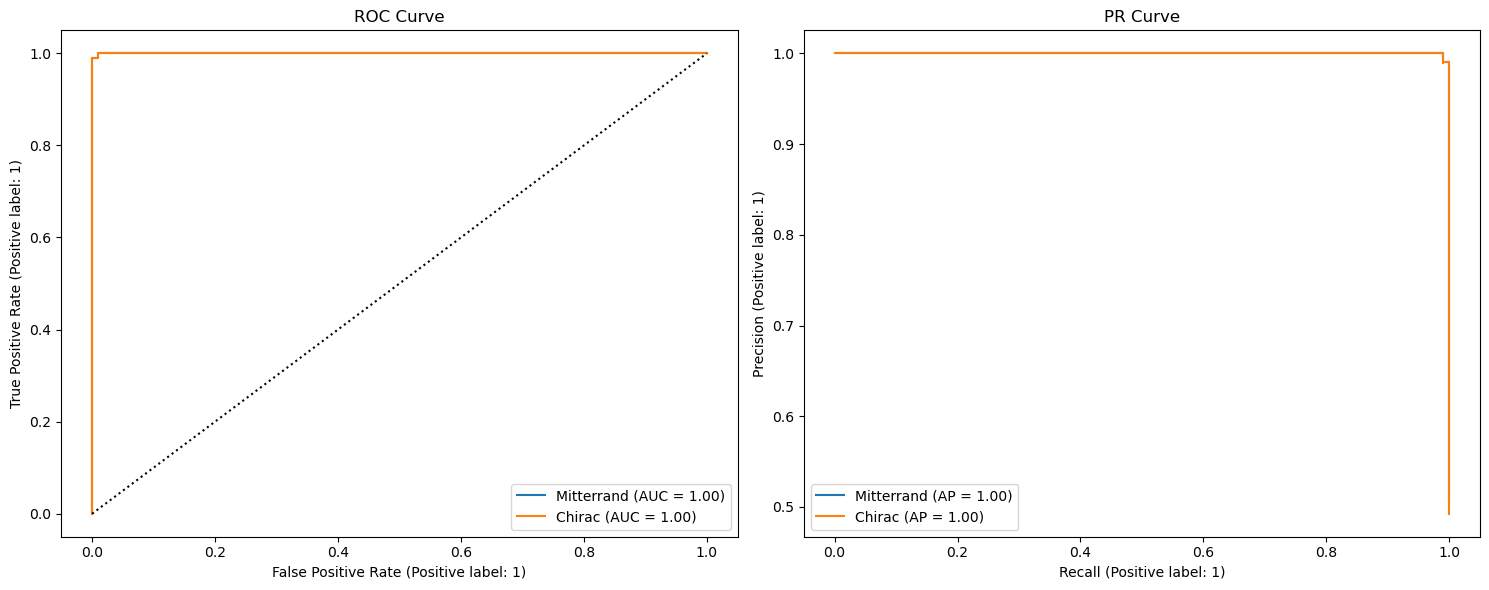 ROC Curve
True Positive Rate (Positive label: 1)
1.0
0.8
0.6
0.4
0.2
0.0
Mitterrand (AUC = 1.00)
Chirac (AUC = 1.00)
0.0 0.2 0.4 0.6 0.8 1.0
False Positive Rate (Positive label: 1)
PR Curve
Precision (Positive label: 1)
1.0
0.9
0.8
0.7
0.6
0.5
Mitterrand (AP = 1.00)
Chirac (AP = 1.00)
0.0 0.2 0.4 0.6 0.8 1.0
Recall (Positive label: 1)